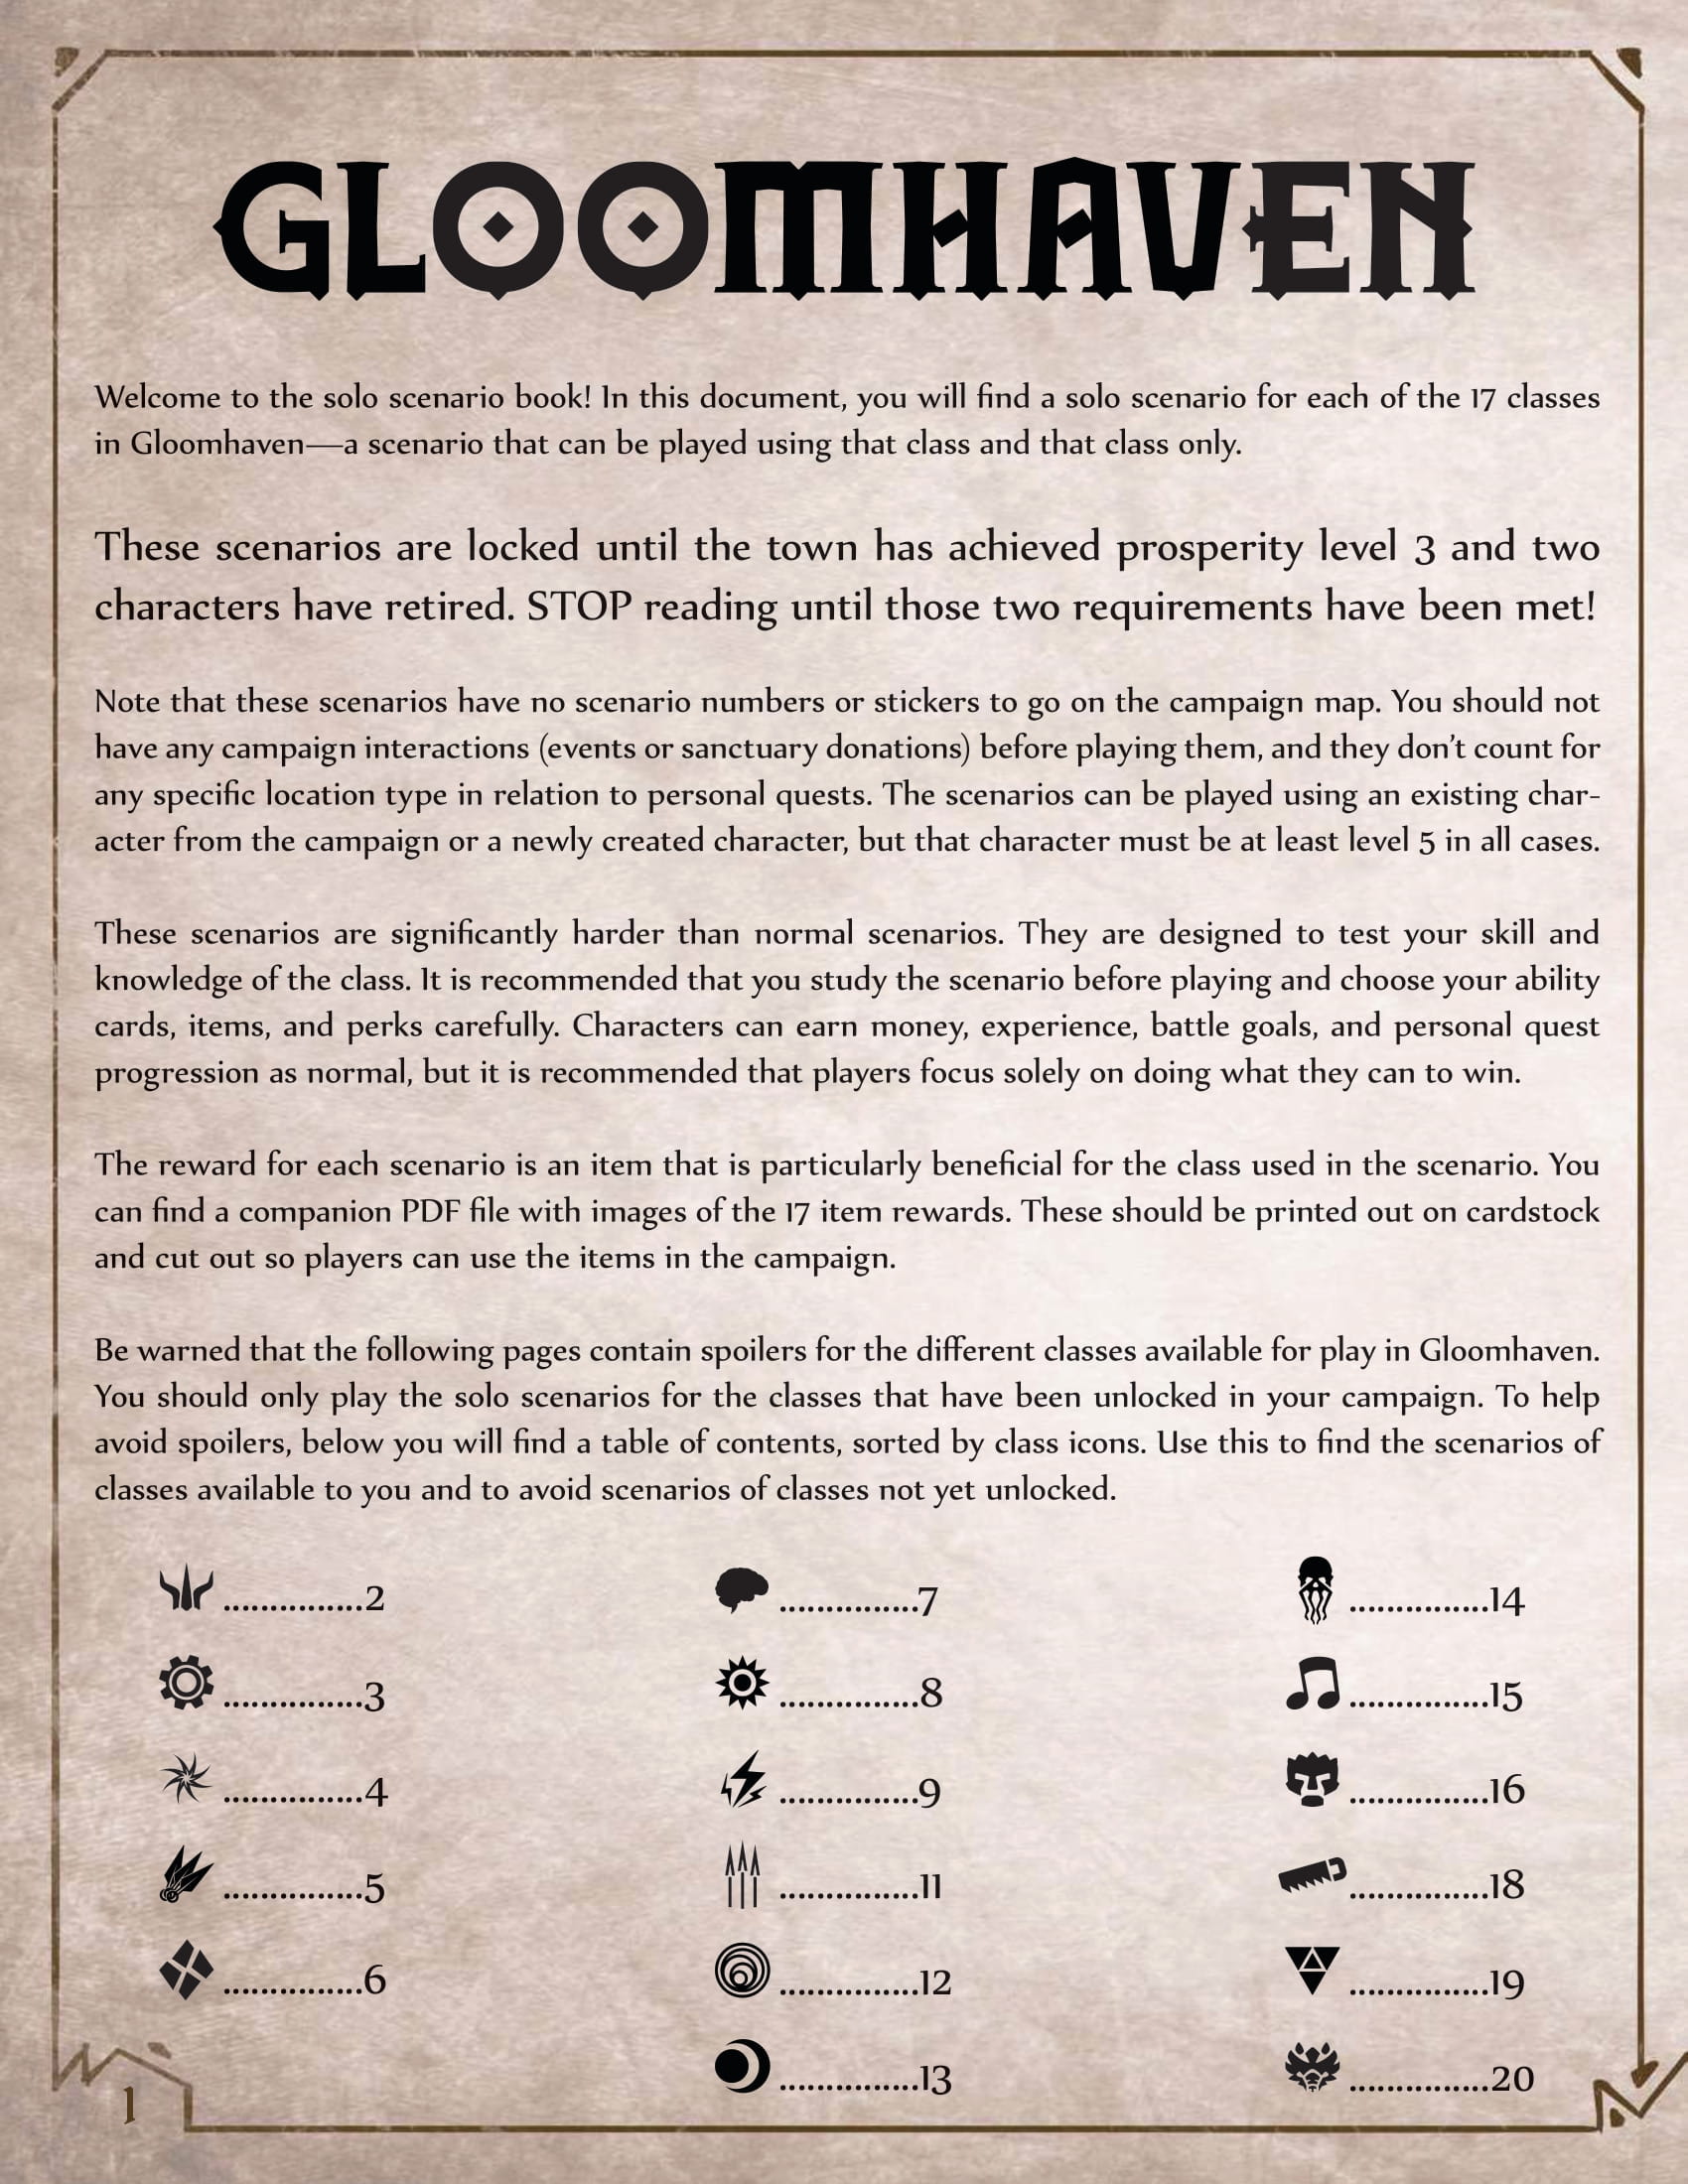 GLOOMHAVEN
Welcome to the solo scenario book! In this document, you will find a solo scenario for each of the 17 classes
in Gloomhaven—a scenario that can be played using that class and that class only.
These scenarios are locked until the town has achieved prosperity level 3 and two
characters have retired. STOP reading until those two requirements have been met!
Note that these scenarios have no scenario numbers or stickers to go on the campaign map. You should not
have any campaign interactions (events or sanctuary donations) before playing them, and they don't count for
any specific location type in relation to personal quests. The scenarios can be played using an existing char-
acter from the campaign or a newly created character, but that character must be at least level 5 in all cases.
These scenarios are significantly harder than normal scenarios. They are designed to test your skill and
knowledge of the class. It is recommended that you study the scenario before playing and choose your ability
cards, items, and perks carefully. Characters can earn money, experience, battle goals, and personal quest
progression as normal, but it is recommended that players focus solely on doing what they can to win.
The reward for each scenario is an item that is particularly beneficial for the class used in the scenario. You
can find a companion PDF file with images of the 17 item rewards. These should be printed out on cardstock
and cut out so players can use the items in the campaign.
Be warned that the following pages contain spoilers for the different classes available for play in Gloomhaven.
You should only play the solo scenarios for the classes that have been unlocked in your campaign. To help
avoid spoilers, below you will find a table of contents, sorted by class icons. Use this to find the scenarios of
classes available to you and to avoid scenarios of classes not yet unlocked.
...............2
...............3
...............4
...............5
...............6
...............7
...............8
...............9
...............11
...............12
...............13
...............14
...............15
...............16
...............18
...............19
...............20
1